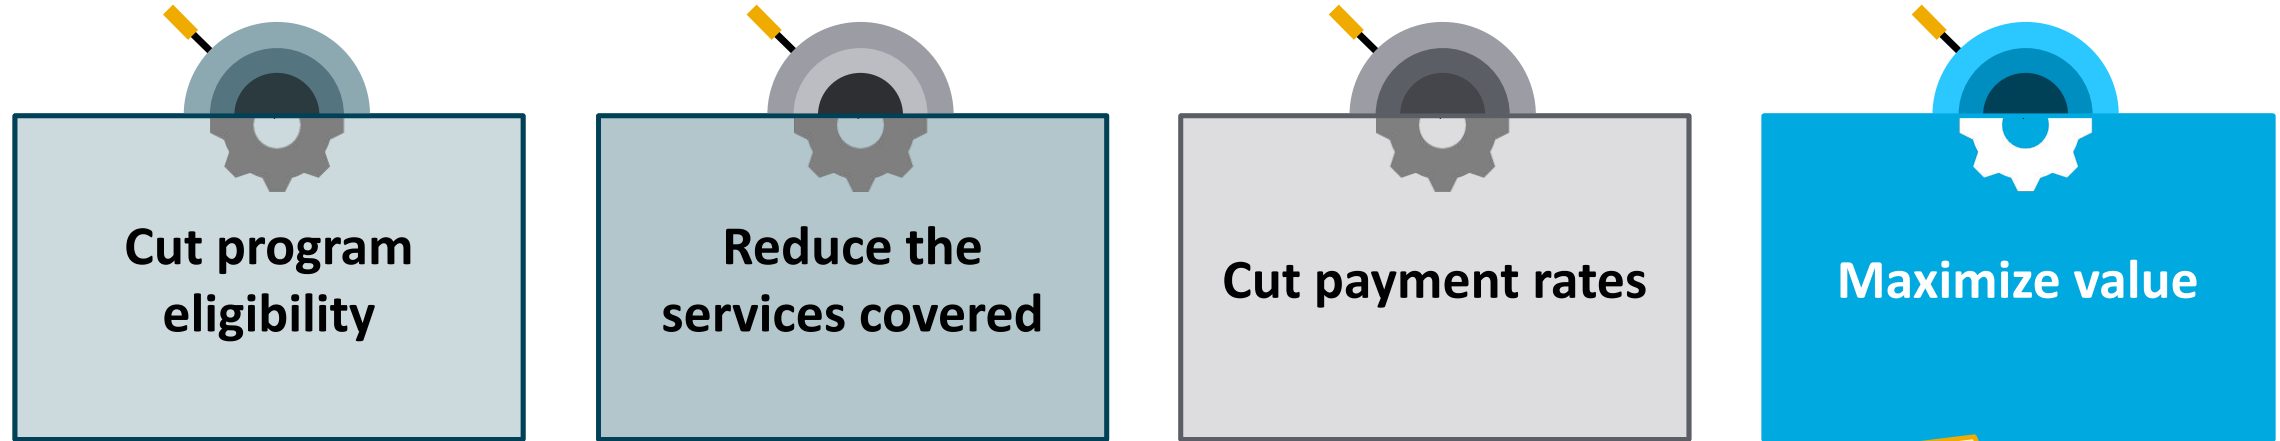 Cut program
eligibility
Reduce the
services covered
Cut payment rates
Maximize value